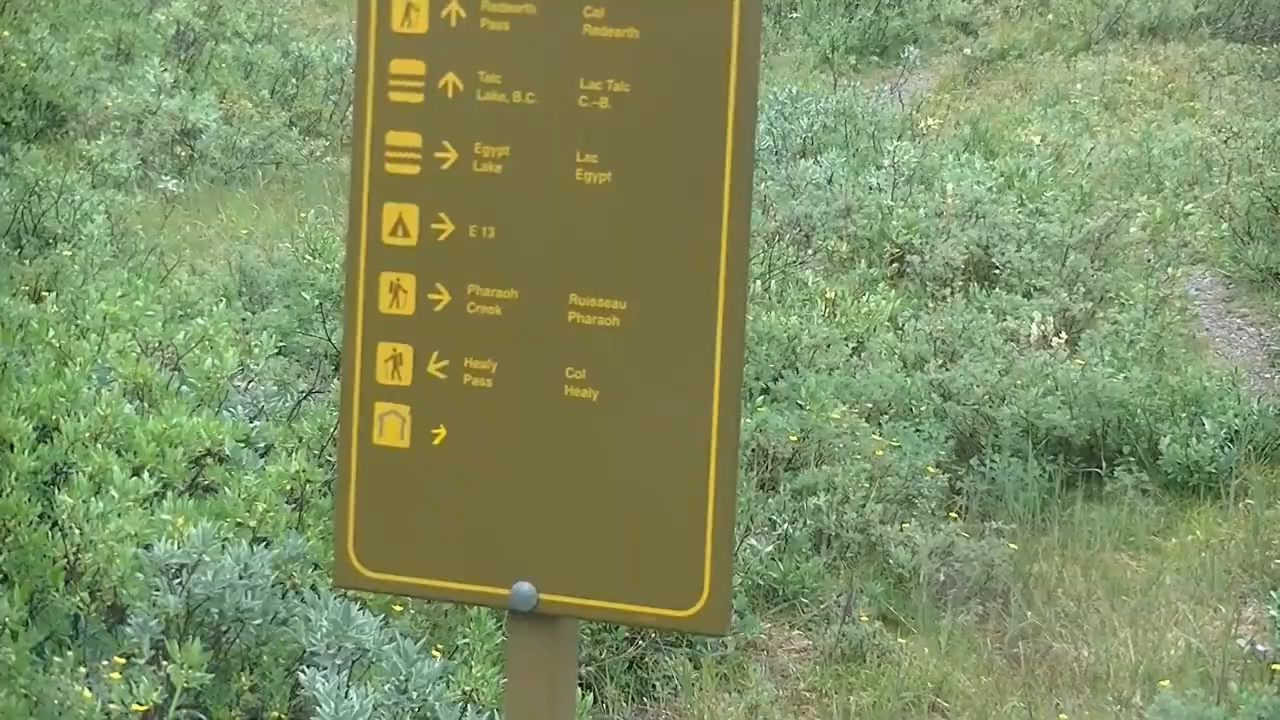 Redearth
Pass
Col
Redearth
Talc
Lake, B.C.
Lac Talc
C.-B.
Egypt
Lake
Lac
Egypt
E 13
Pharaoh
Creek
Ruisseau
Pharaoh
Healy
Pass
Col
Healy